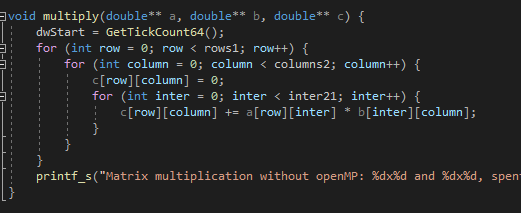 void multiply(double** a, double** b, double** c) {
dwStart = GetTickCount64();
for (int row = 0; row < rows1; row++) {
for (int column = 0; column < columns2; column++) {
c[row][column] = 0;
for (int inter = 0; inter < inter21; inter++) {
c[row][column] += a[row][inter] * b[inter][column];
}
}
}
printf_s("Matrix multiplication without openMP: %dx%d and %dx%d, spent
}